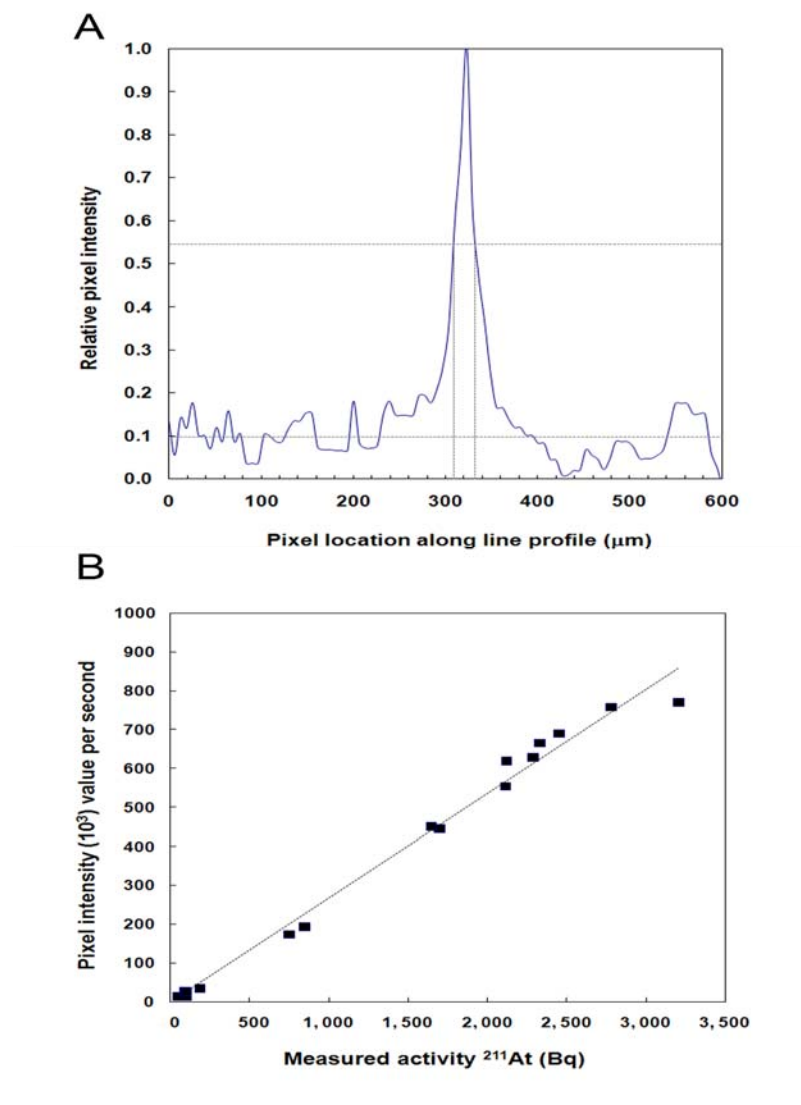 A
1.0
0.9
0.8
0.7
0.6
0.5
0.4
0.3
0.2
0.1
0.0
Relative pixel intensity
0 100 200 300 400 500 600
Pixel location along line profile (μm)
B
1000
900
800
700
600
500
400
300
200
100
0
Pixel intensity (10³) value per second
0 500 1,000 1,500 2,000 2,500 3,000 3,500
Measured activity ²¹¹At (Bq)